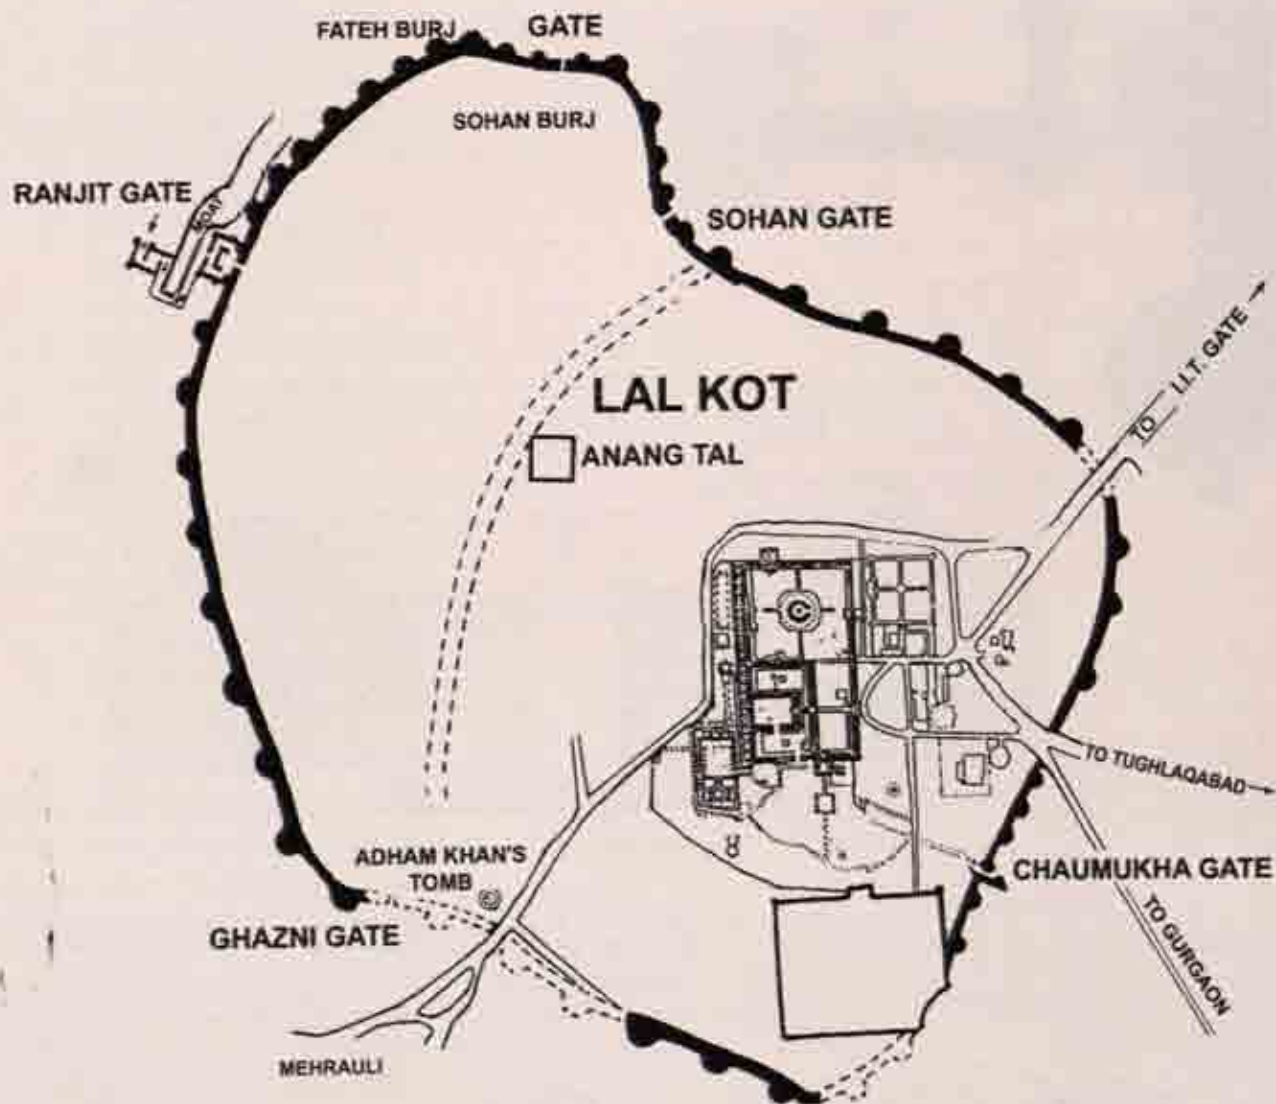 FATEH BURJ
GATE
SOHAN BURJ
RANJIT GATE
MOAT
SOHAN GATE
TO I.I.T. GATE
LAL KOT
ANANG TAL
TO TUGHLAQABAD
ADHAM KHAN'S
TOMB
CHAUMUKHA GATE
GHAZNI GATE
TO GURGAON
MEHRAULI